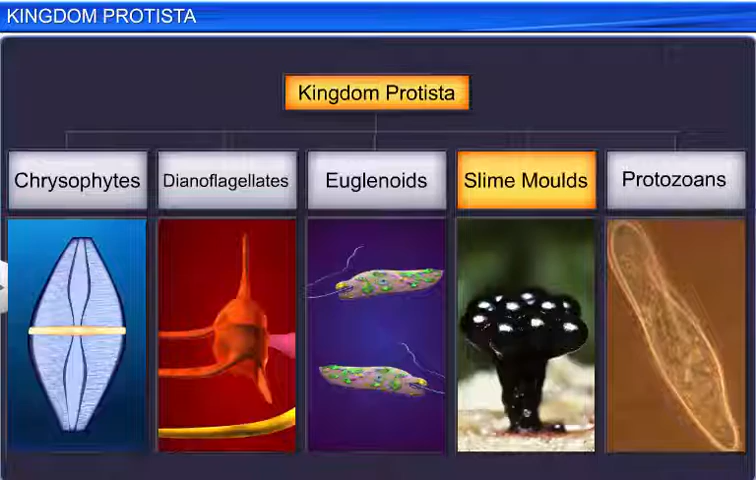 KINGDOM PROTISTA
Kingdom Protista
Chrysophytes
Dianoflagellates
Euglenoids
Slime Moulds
Protozoans